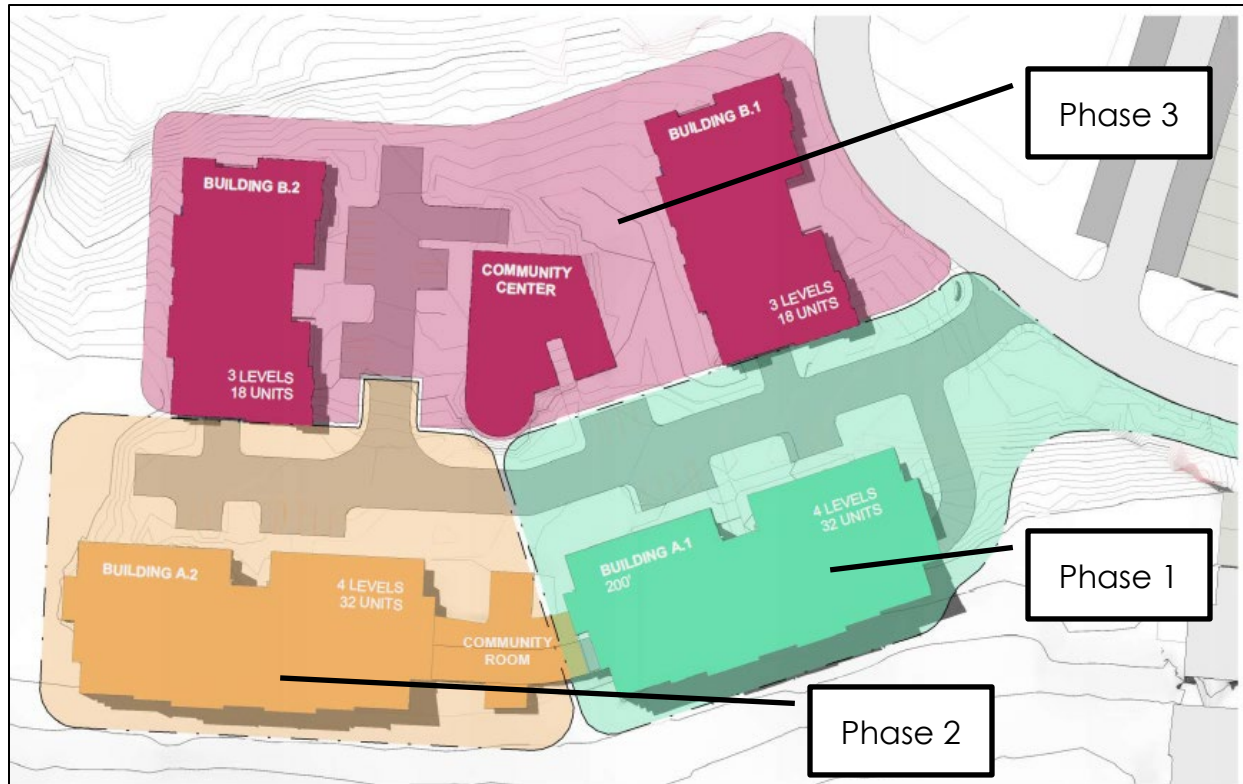 Phase 3
BUILDING B.1
BUILDING B.2
COMMUNITY
CENTER
3 LEVELS
18 UNITS
3 LEVELS
18 UNITS
4 LEVELS
32 UNITS
BUILDING A.1
200'
Phase 1
BUILDING A.2
4 LEVELS
32 UNITS
COMMUNITY
ROOM
Phase 2